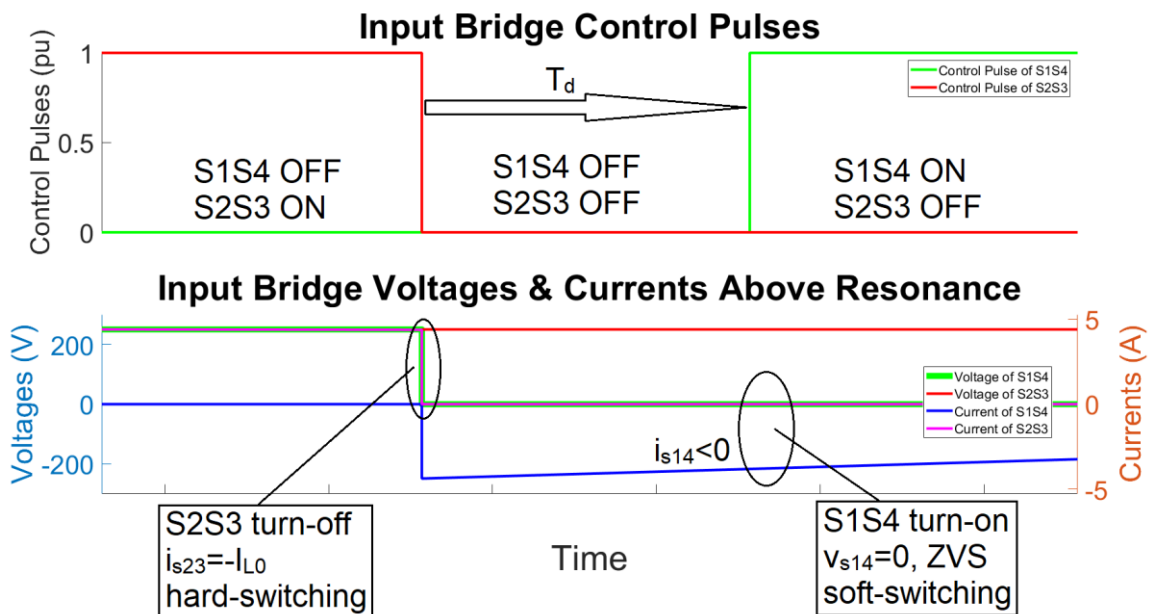 Input Bridge Control Pulses
Control Pulses (pu)
1
0.5
0
T_d
Control Pulse of S1S4
Control Pulse of S2S3
S1S4 OFF
S2S3 ON
S1S4 OFF
S2S3 OFF
S1S4 ON
S2S3 OFF
Input Bridge Voltages & Currents Above Resonance
Voltages (V)
200
0
-200
5
0
-5
Currents (A)
Voltage of S1S4
Voltage of S2S3
Current of S1S4
Current of S2S3
i_s14<0
S2S3 turn-off
i_s23=-I_L0
hard-switching
Time
S1S4 turn-on
v_s14=0, ZVS
soft-switching